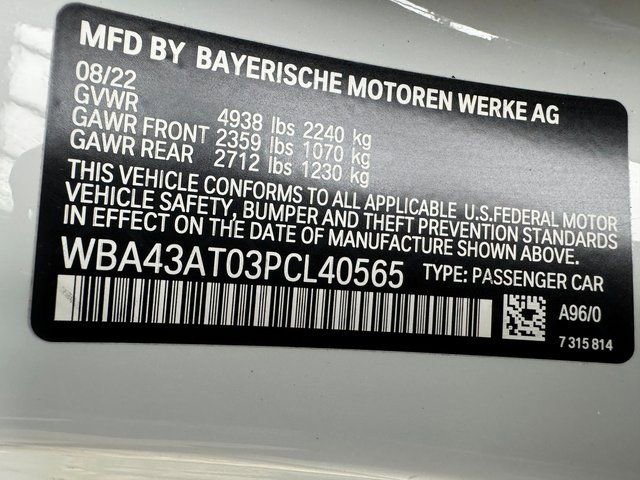 MFD BY BAYERISCHE MOTOREN WERKE AG
08/22
GVWR 4938 lbs 2240 kg
GAWR FRONT 2359 lbs 1070 kg
GAWR REAR 2712 lbs 1230 kg
THIS VEHICLE CONFORMS TO ALL APPLICABLE U.S.FEDERAL MOTOR
VEHICLE SAFETY, BUMPER AND THEFT PREVENTION STANDARDS
IN EFFECT ON THE DATE OF MANUFACTURE SHOWN ABOVE.
WBA43AT03PCL40565 TYPE: PASSENGER CAR
A96/0
7 315 814